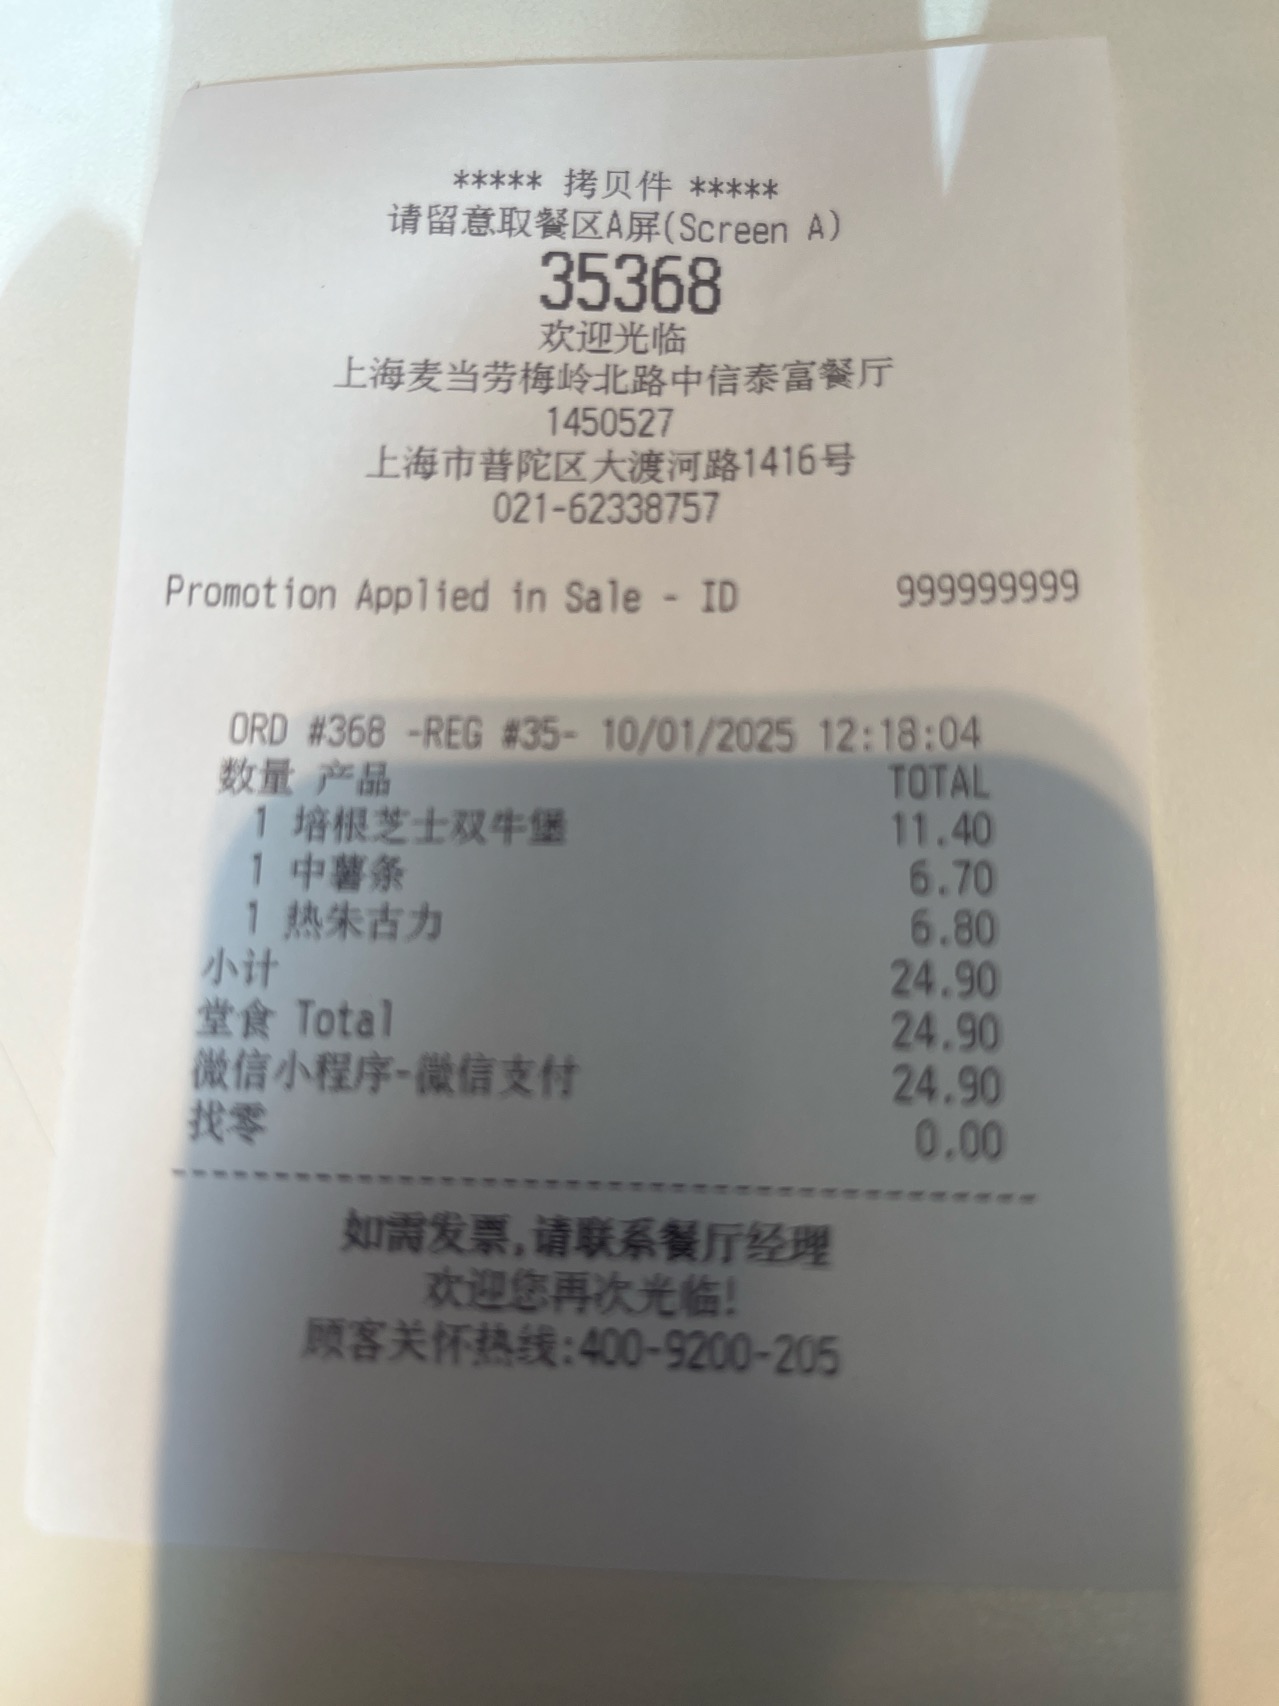 ***** 拷贝件 *****
请留意取餐区A屏(Screen A)
35368
欢迎光临
上海麦当劳梅岭北路中信泰富餐厅
1450527
上海市普陀区大渡河路1416号
021-62338757
Promotion Applied in Sale - ID 999999999
ORD #368 -REG #35- 10/01/2025 12:18:04
数量 产品 TOTAL
1 培根芝士双牛堡 11.40
1 中薯条 6.70
1 热朱古力 6.80
小计 24.90
堂食 Total 24.90
微信小程序-微信支付 24.90
找零 0.00
如需发票,请联系餐厅经理
欢迎您再次光临!
顾客关怀热线:400-9200-205